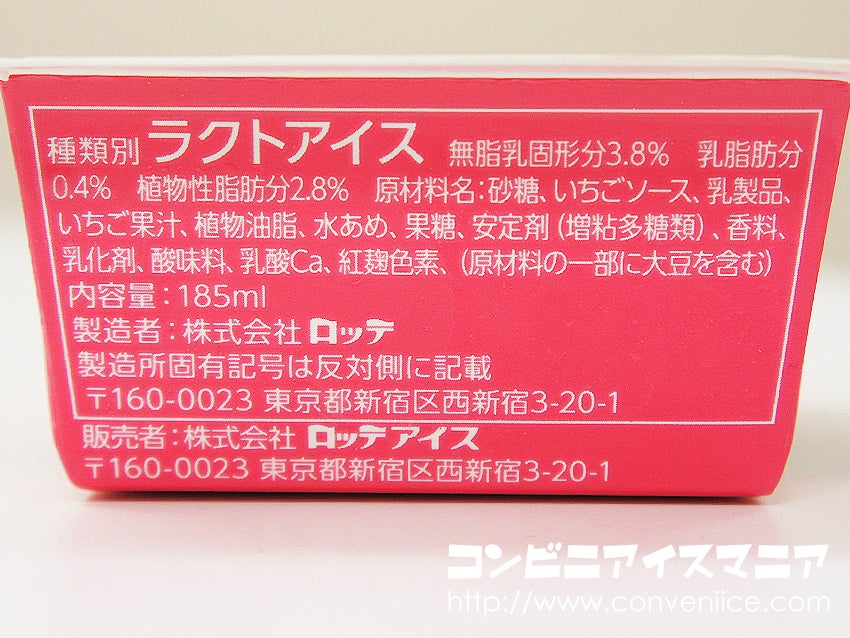 種類別 ラクトアイス 無脂乳固形分3.8% 乳脂肪分
0.4% 植物性脂肪分2.8% 原材料名:砂糖、いちごソース、乳製品、
いちご果汁、植物油脂、水あめ、果糖、安定剤(増粘多糖類)、香料、
乳化剤、酸味料、乳酸Ca、紅麹色素、(原材料の一部に大豆を含む)
内容量:185ml
製造者:株式会社 ロッテ
製造所固有記号は反対側に記載
〒160-0023 東京都新宿区西新宿3-20-1
販売者:株式会社 ロッテアイス
〒160-0023 東京都新宿区西新宿3-20-1
コンビニアイスマニア
http://www.conveniice.com